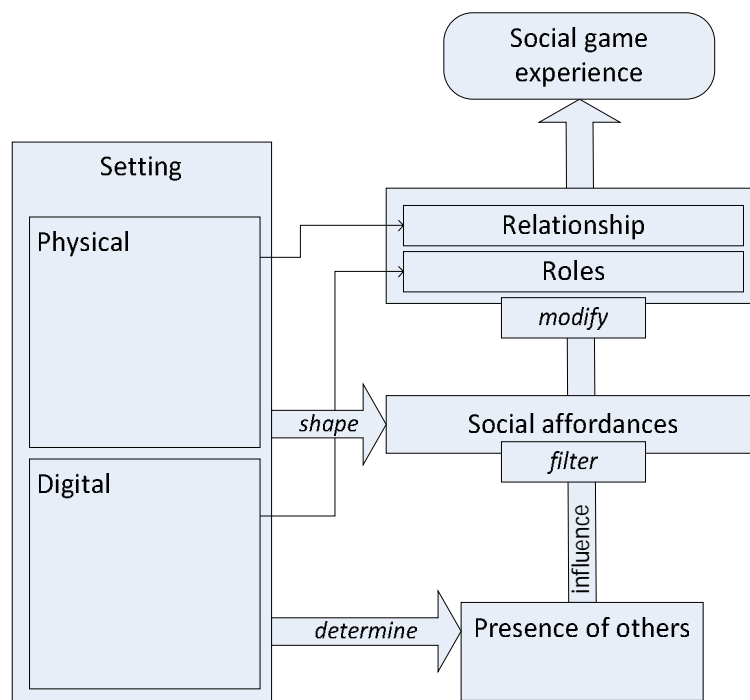 Social game
experience
Setting
Physical
Relationship
Roles
modify
shape
Social affordances
filter
Digital
influence
determine
Presence of others